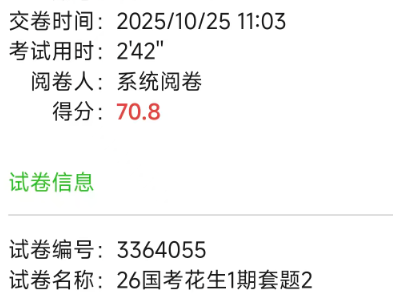 交卷时间：2025/10/25 11:03
考试用时：2'42"
阅卷人：系统阅卷
得分：70.8
试卷信息
试卷编号：3364055
试卷名称：26国考花生1期套题2